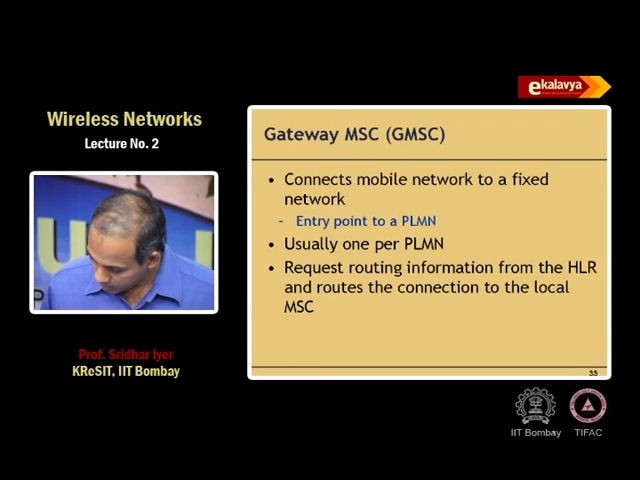 ekalavya
Wireless Networks
Lecture No. 2
Gateway MSC (GMSC)
• Connects mobile network to a fixed
network
- Entry point to a PLMN
• Usually one per PLMN
• Request routing information from the HLR
and routes the connection to the local
MSC
33
Prof. Sridhar Iyer
KReSIT, IIT Bombay
IIT Bombay
TIFAC